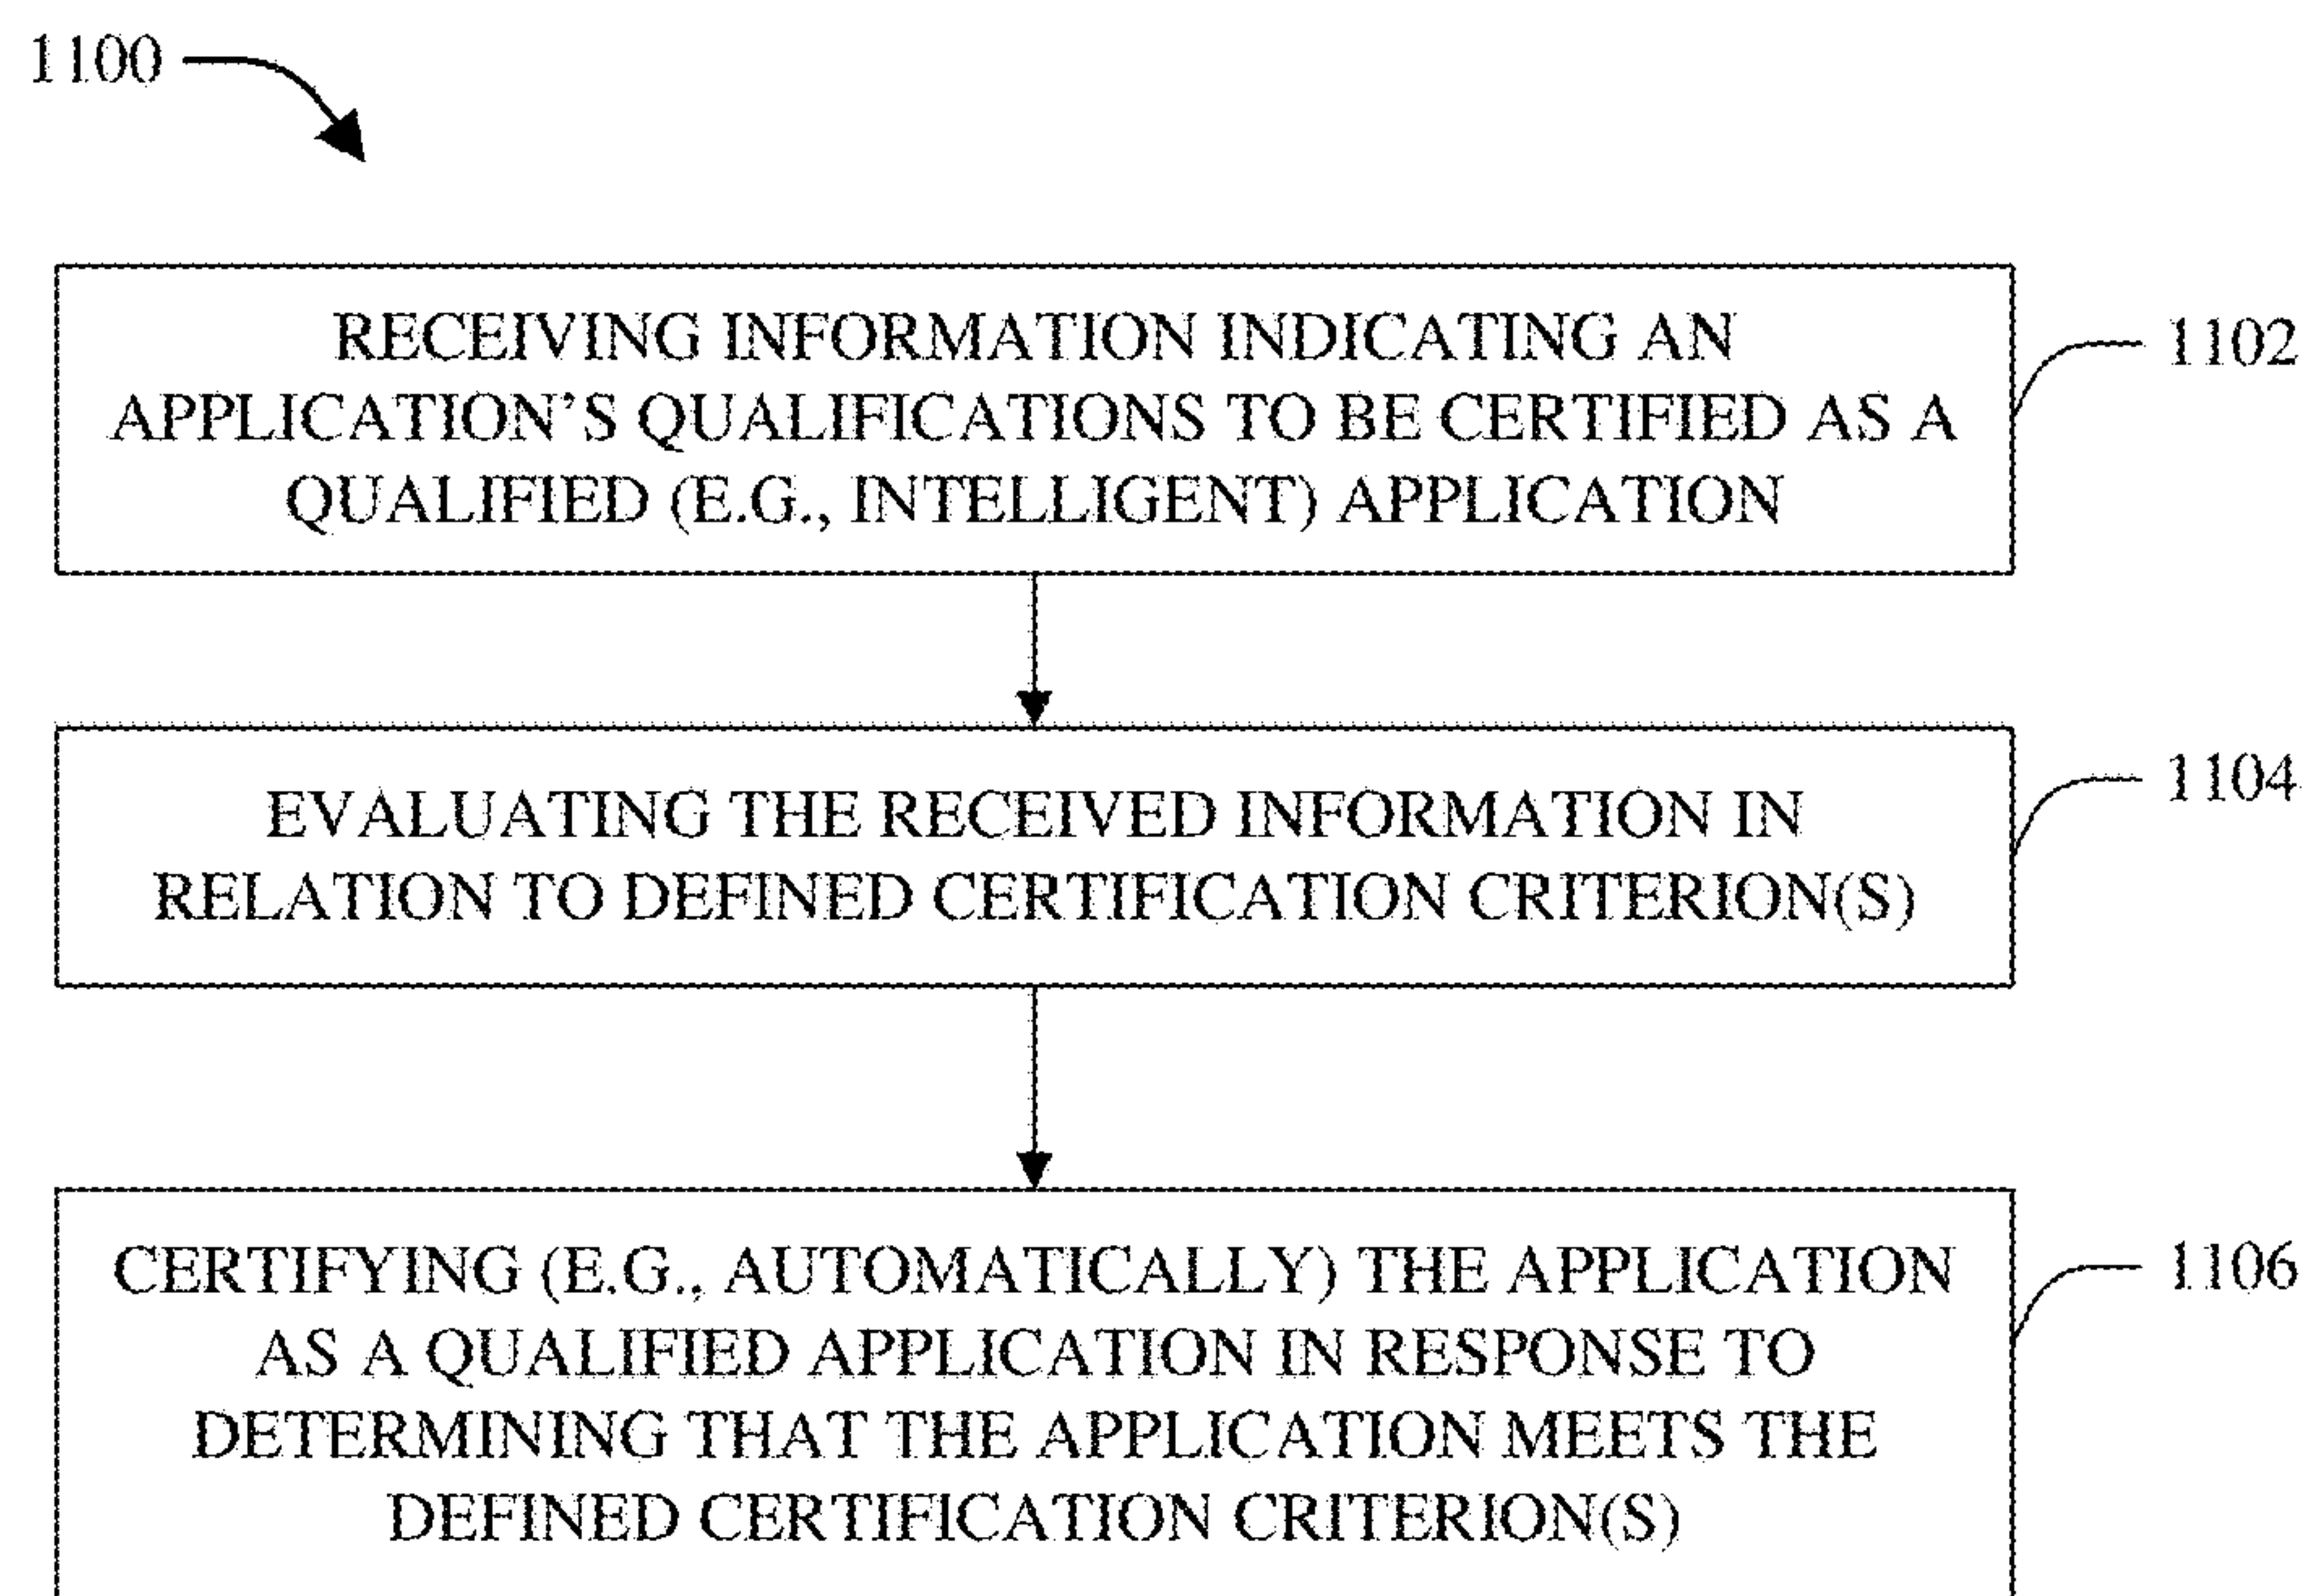 1100
RECEIVING INFORMATION INDICATING AN
APPLICATION'S QUALIFICATIONS TO BE CERTIFIED AS A
QUALIFIED (E.G., INTELLIGENT) APPLICATION
1102
EVALUATING THE RECEIVED INFORMATION IN
RELATION TO DEFINED CERTIFICATION CRITERION(S)
1104
CERTIFYING (E.G., AUTOMATICALLY) THE APPLICATION
AS A QUALIFIED APPLICATION IN RESPONSE TO
DETERMINING THAT THE APPLICATION MEETS THE
DEFINED CERTIFICATION CRITERION(S)
1106